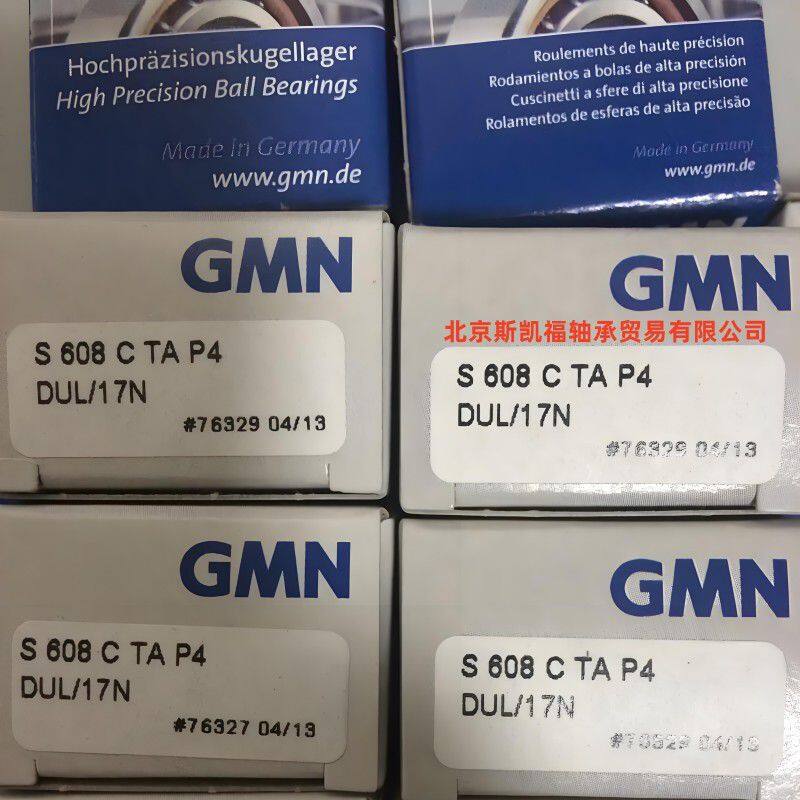 Hochpräzisionskugellager
High Precision Ball Bearings
Made in Germany
www.gmn.de
Roulements de haute précision
Rodamientos a bolas de alta precisión
Cuscinetti a sfere di alta precisione
Rolamentos de esferas de alta precisão
Made in Germany
www.gmn.de
GMN
S 608 C TA P4
DUL/17N
#76329 04/13
GMN
北京斯凯福轴承贸易有限公司
S 608 C TA P4
DUL/17N
#76329 04/13
GMN
S 608 C TA P4
DUL/17N
#76327 04/13
GMN
S 608 C TA P4
DUL/17N
04/13